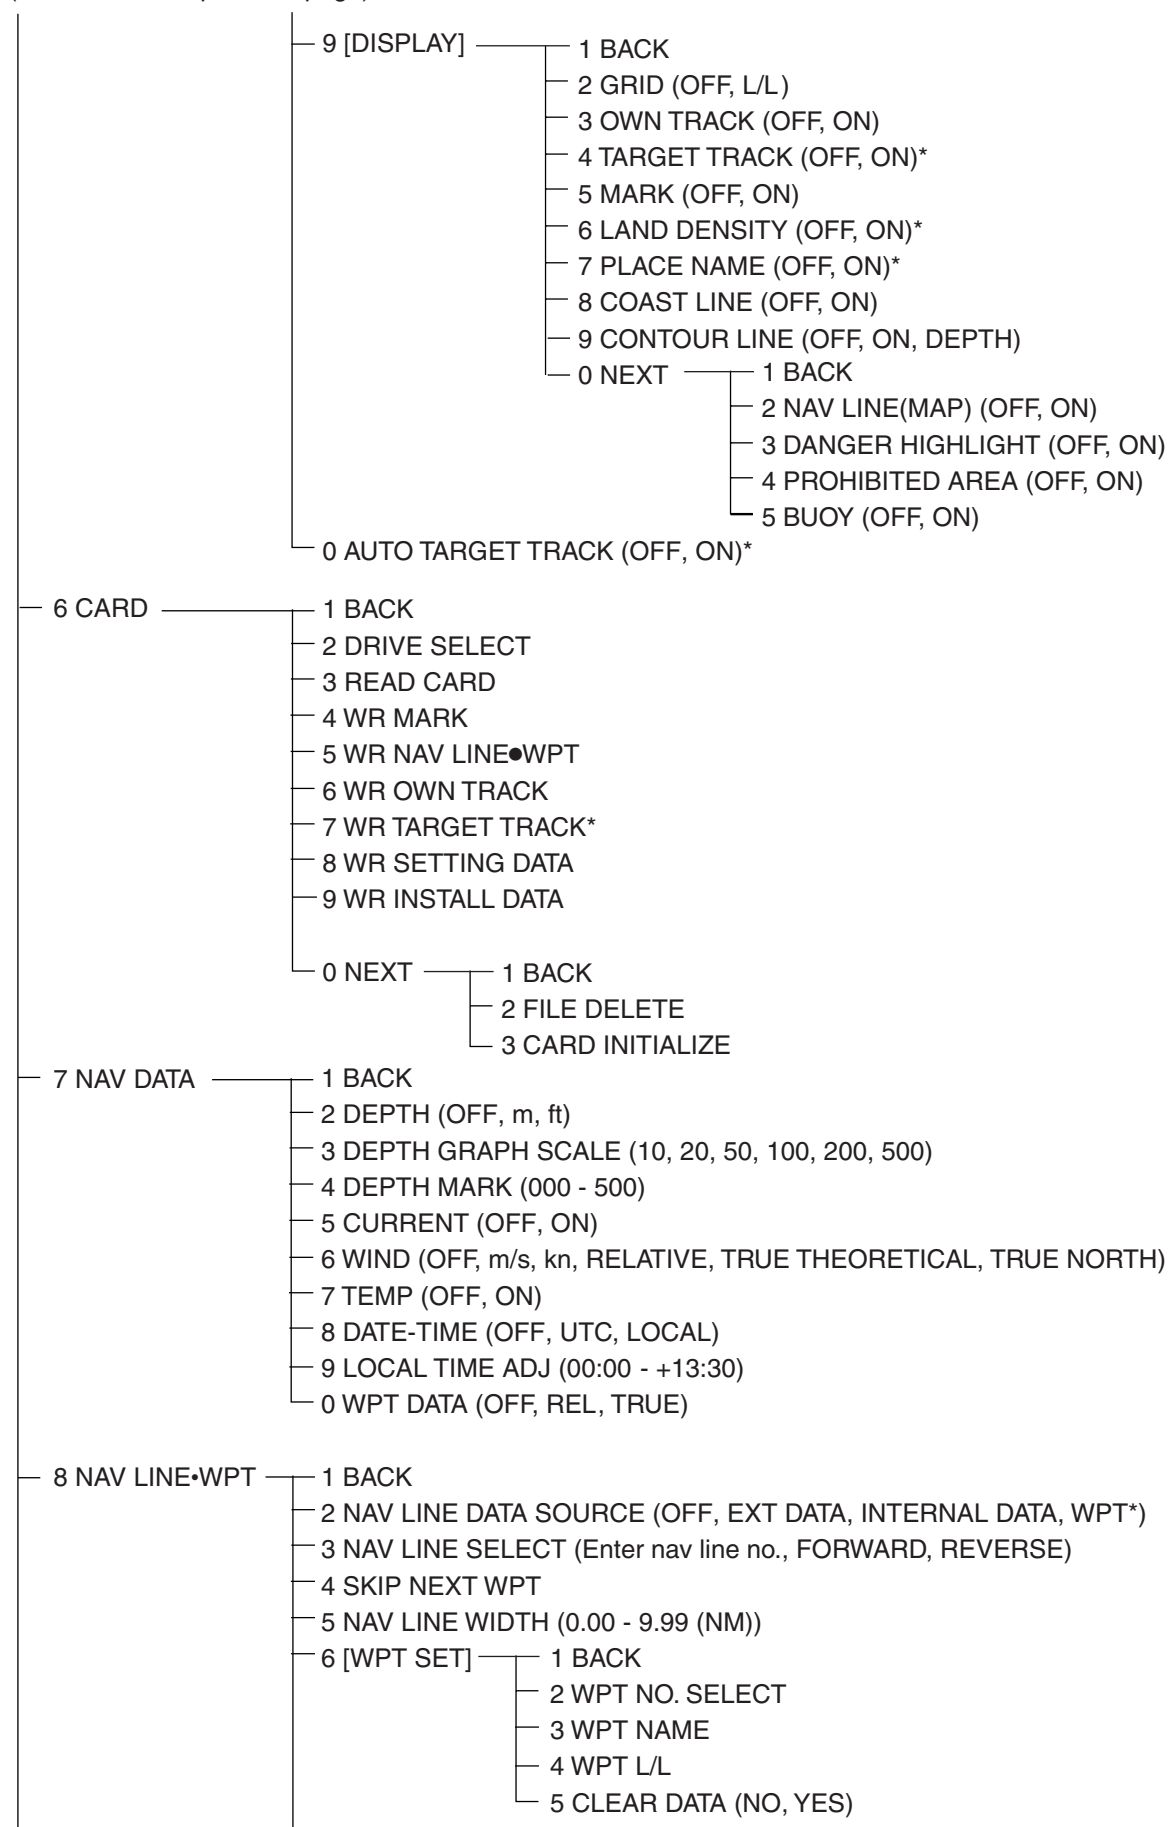 9 [DISPLAY]
1 BACK
2 GRID (OFF, L/L)
3 OWN TRACK (OFF, ON)
4 TARGET TRACK (OFF, ON)*
5 MARK (OFF, ON)
6 LAND DENSITY (OFF, ON)*
7 PLACE NAME (OFF, ON)*
8 COAST LINE (OFF, ON)
9 CONTOUR LINE (OFF, ON, DEPTH)
0 NEXT
1 BACK
2 NAV LINE(MAP) (OFF, ON)
3 DANGER HIGHLIGHT (OFF, ON)
4 PROHIBITED AREA (OFF, ON)
5 BUOY (OFF, ON)
0 AUTO TARGET TRACK (OFF, ON)*
6 CARD
1 BACK
2 DRIVE SELECT
3 READ CARD
4 WR MARK
5 WR NAV LINE●WPT
6 WR OWN TRACK
7 WR TARGET TRACK*
8 WR SETTING DATA
9 WR INSTALL DATA
0 NEXT
1 BACK
2 FILE DELETE
3 CARD INITIALIZE
7 NAV DATA
1 BACK
2 DEPTH (OFF, m, ft)
3 DEPTH GRAPH SCALE (10, 20, 50, 100, 200, 500)
4 DEPTH MARK (000 - 500)
5 CURRENT (OFF, ON)
6 WIND (OFF, m/s, kn, RELATIVE, TRUE THEORETICAL, TRUE NORTH)
7 TEMP (OFF, ON)
8 DATE-TIME (OFF, UTC, LOCAL)
9 LOCAL TIME ADJ (00:00 - +13:30)
0 WPT DATA (OFF, REL, TRUE)
8 NAV LINE•WPT
1 BACK
2 NAV LINE DATA SOURCE (OFF, EXT DATA, INTERNAL DATA, WPT*)
3 NAV LINE SELECT (Enter nav line no., FORWARD, REVERSE)
4 SKIP NEXT WPT
5 NAV LINE WIDTH (0.00 - 9.99 (NM))
6 [WPT SET]
1 BACK
2 WPT NO. SELECT
3 WPT NAME
4 WPT L/L
5 CLEAR DATA (NO, YES)